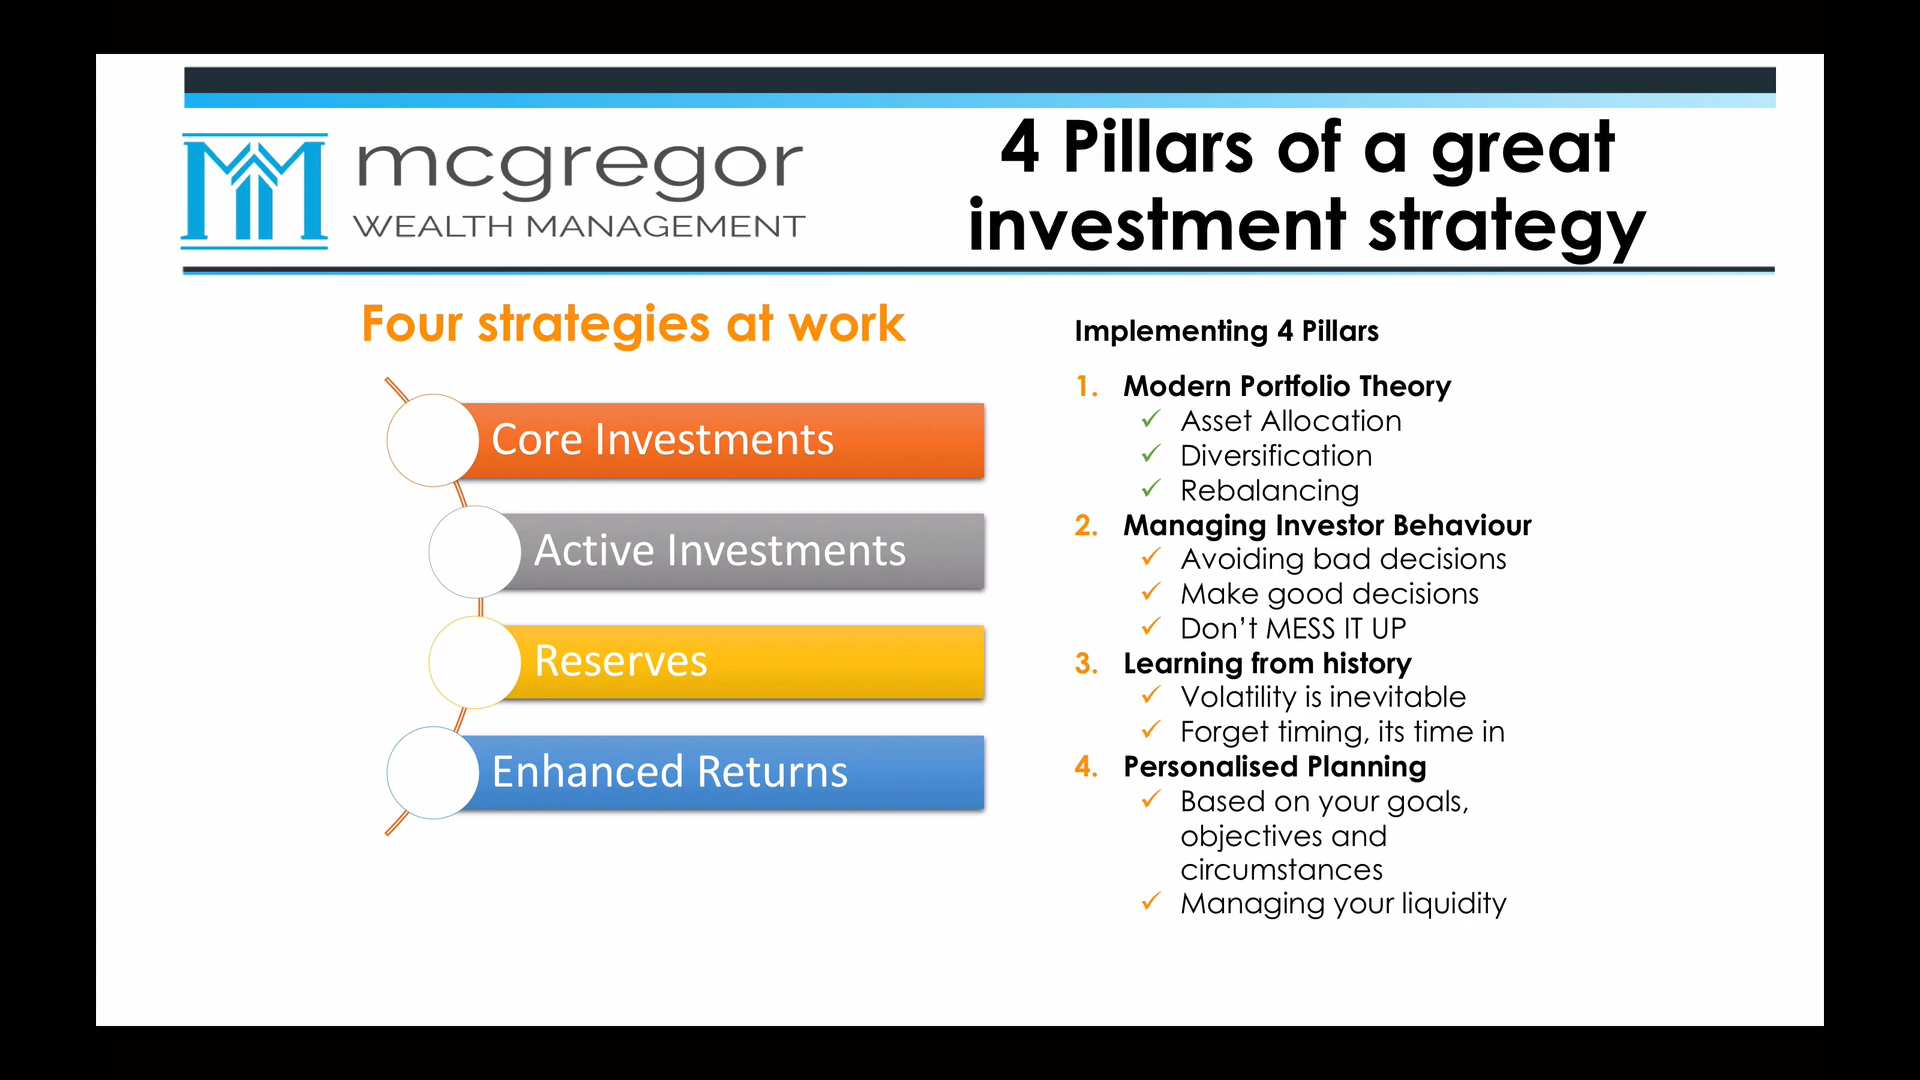 mcgregor
WEALTH MANAGEMENT
4 Pillars of a great
investment strategy
Four strategies at work
Core Investments
Active Investments
Reserves
Enhanced Returns
Implementing 4 Pillars
1. Modern Portfolio Theory
✓ Asset Allocation
✓ Diversification
✓ Rebalancing
2. Managing Investor Behaviour
✓ Avoiding bad decisions
✓ Make good decisions
✓ Don’t MESS IT UP
3. Learning from history
✓ Volatility is inevitable
✓ Forget timing, its time in
4. Personalised Planning
✓ Based on your goals,
objectives and
circumstances
✓ Managing your liquidity